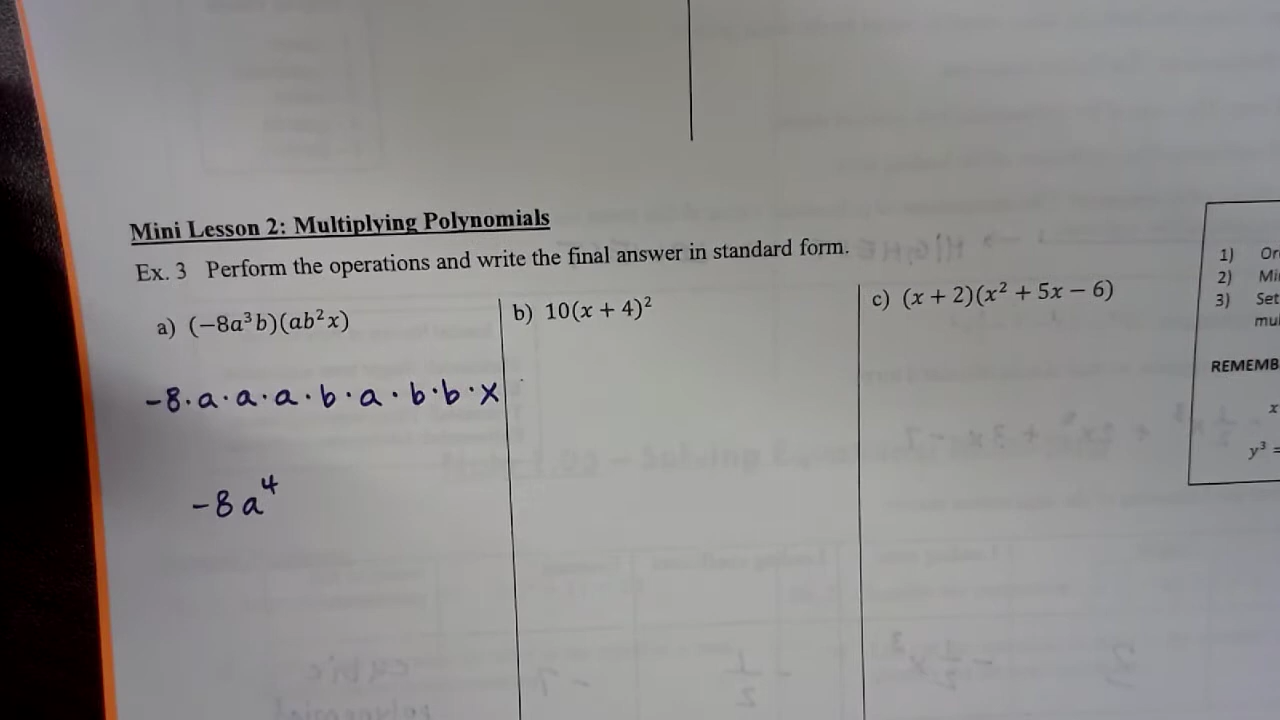 Mini Lesson 2: Multiplying Polynomials
Ex. 3 Perform the operations and write the final answer in standard form.
a) (−8a³b)(ab²x)
-8·a·a·a·b·a·b·b·x
-8a⁴
b) 10(x + 4)²
c) (x + 2)(x² + 5x − 6)
1)
2)
3) Set
REMEMB
x
y³ =